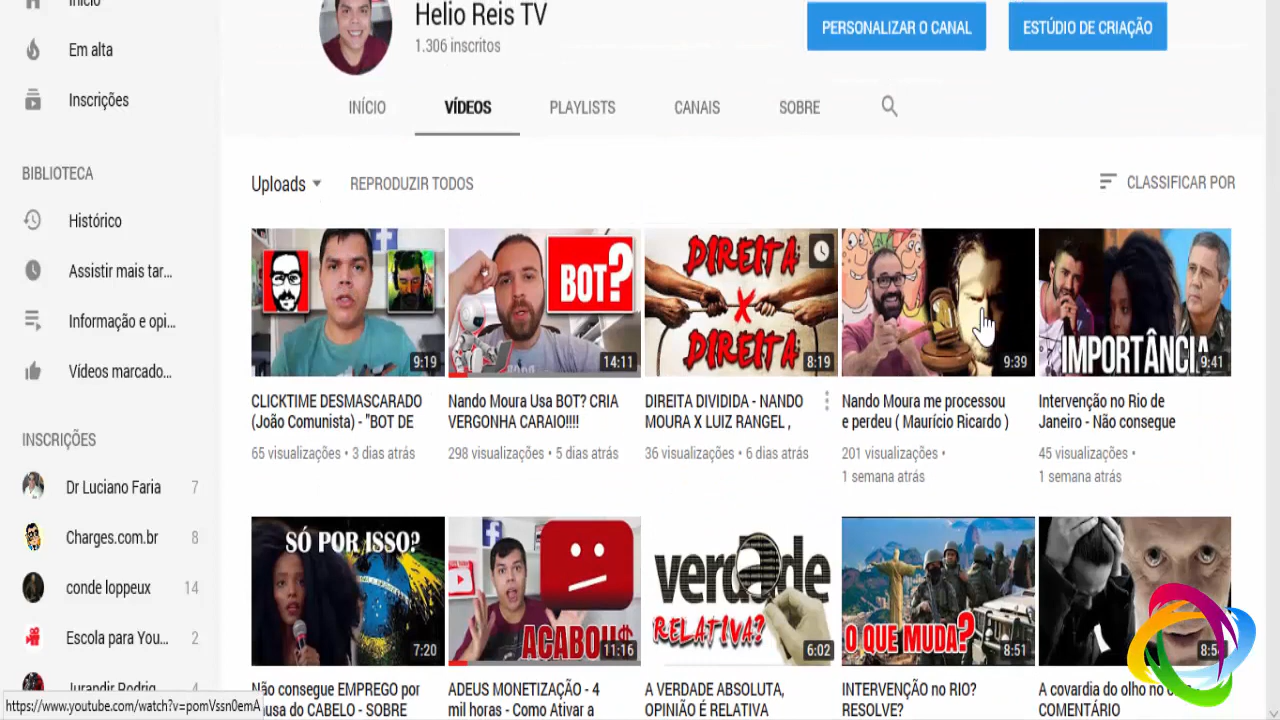 Início
Helio Reis TV
1.306 inscritos
PERSONALIZAR O CANAL
ESTÚDIO DE CRIAÇÃO
Em alta
Inscrições
INÍCIO
VÍDEOS
PLAYLISTS
CANAIS
SOBRE
BIBLIOTECA
Histórico
Assistir mais tar...
Informação e opi...
Vídeos marcado...
Uploads
REPRODUZIR TODOS
CLASSIFICAR POR
9:19
BOT?
14:11
DIREITA
X
DIREITA
8:19
9:39
IMPORTÂNCIA
9:41
CLICKTIME DESMASCARADO
(João Comunista) - "BOT DE
65 visualizações • 3 dias atrás
Nando Moura Usa BOT? CRIA
VERGONHA CARAIO!!!!
298 visualizações • 5 dias atrás
DIREITA DIVIDIDA - NANDO
MOURA X LUIZ RANGEL ,
36 visualizações • 6 dias atrás
Nando Moura me processou
e perdeu ( Maurício Ricardo )
201 visualizações •
1 semana atrás
Intervenção no Rio de
Janeiro - Não consegue
45 visualizações •
1 semana atrás
INSCRIÇÕES
Dr Luciano Faria 7
Charges.com.br 8
conde loppeux 14
Escola para You... 2
Jurandir Rodrig 4
SÓ POR ISSO?
7:20
ACABOU$
11:16
verdade
RELATIVA?
6:02
O QUE MUDA?
8:51
Não consegue EMPREGO por
ausa do CABELO - SOBRE
ADEUS MONETIZAÇÃO - 4
mil horas - Como Ativar a
A VERDADE ABSOLUTA,
OPINIÃO É RELATIVA
INTERVENÇÃO no RIO?
RESOLVE?
A covardia do olho no
COMENTÁRIO
https://www.youtube.com/watch?v=pomVssn0emA